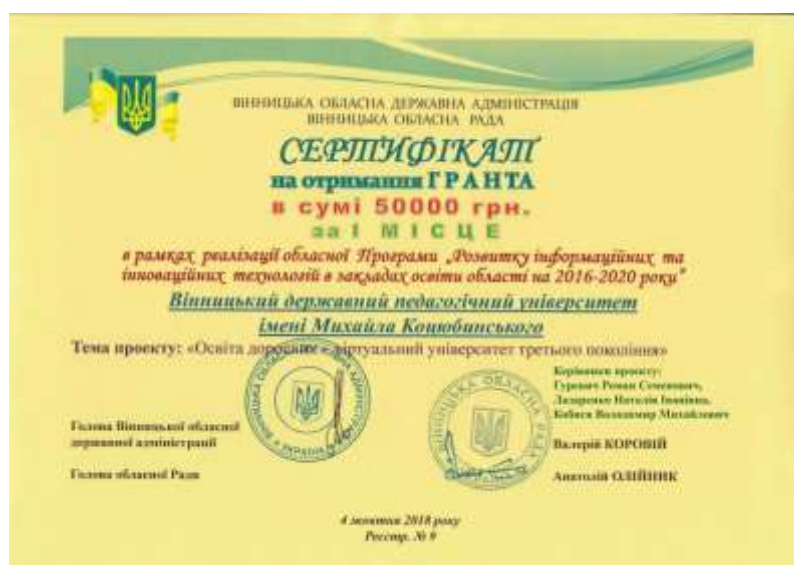 ВІННИЦЬКА ОБЛАСНА ДЕРЖАВНА АДМІНІСТРАЦІЯ
ВІННИЦЬКА ОБЛАСНА РАДА
СЕРТИФІКАТ
на отримання ГРАНТА
в сумі 50000 грн.
за І МІСЦЕ
в рамках реалізації обласної Програми „Розвитку інформаційних та
інноваційних технологій в закладах освіти області на 2016-2020 роки”
Вінницький державний педагогічний університет
імені Михайла Коцюбинського
Тема проекту: «Освіта дорослих – віртуальний університет третього покоління»
Керівники проекту:
Гуревич Роман Семенович,
Лазаренко Наталія Іванівна,
Кобися Володимир Михайлович
Голова Вінницької обласної
державної адміністрації
Валерій КОРОВІЙ
Голова обласної Ради
Анатолій ОЛІЙНИК
4 жовтня 2018 року
Реєстр. № 9